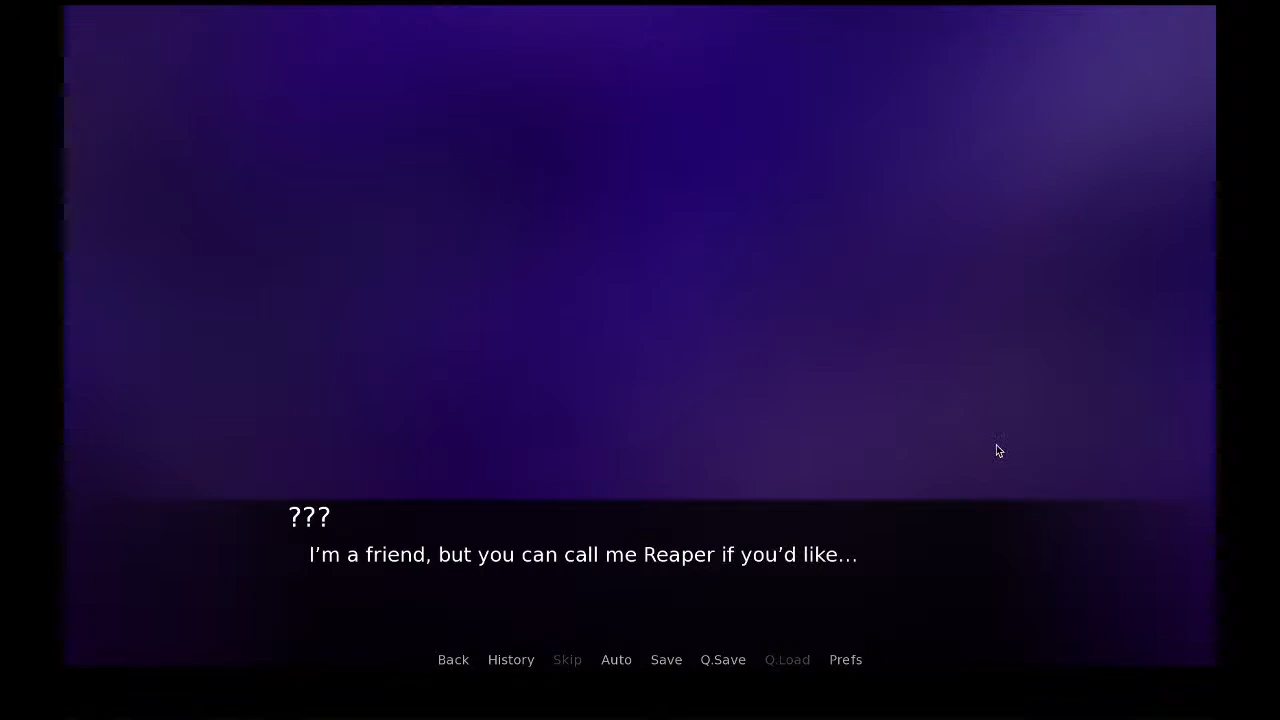 ???
I’m a friend, but you can call me Reaper if you’d like…
Back History Skip Auto Save Q.Save Q.Load Prefs